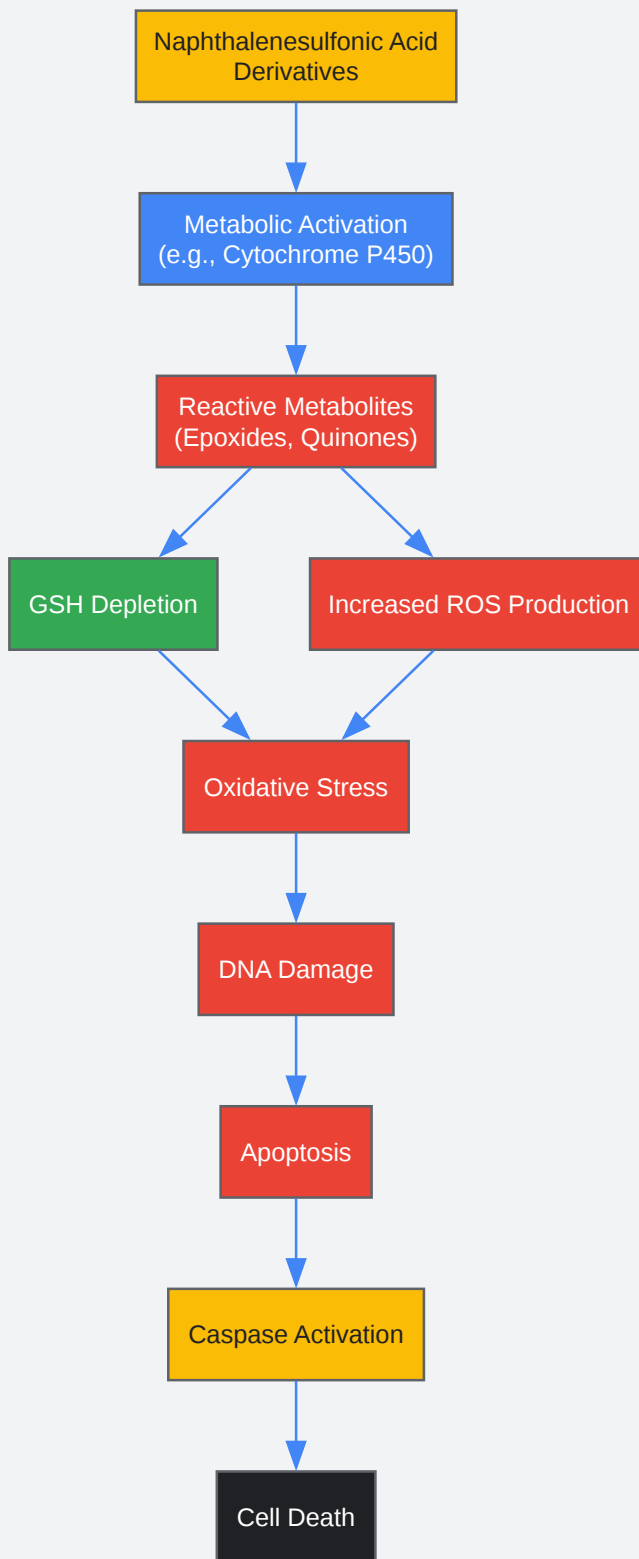 Naphthalenesulfonic Acid
Derivatives
Metabolic Activation
(e.g., Cytochrome P450)
Reactive Metabolites
(Epoxides, Quinones)
GSH Depletion
Increased ROS Production
Oxidative Stress
DNA Damage
Apoptosis
Caspase Activation
Cell Death